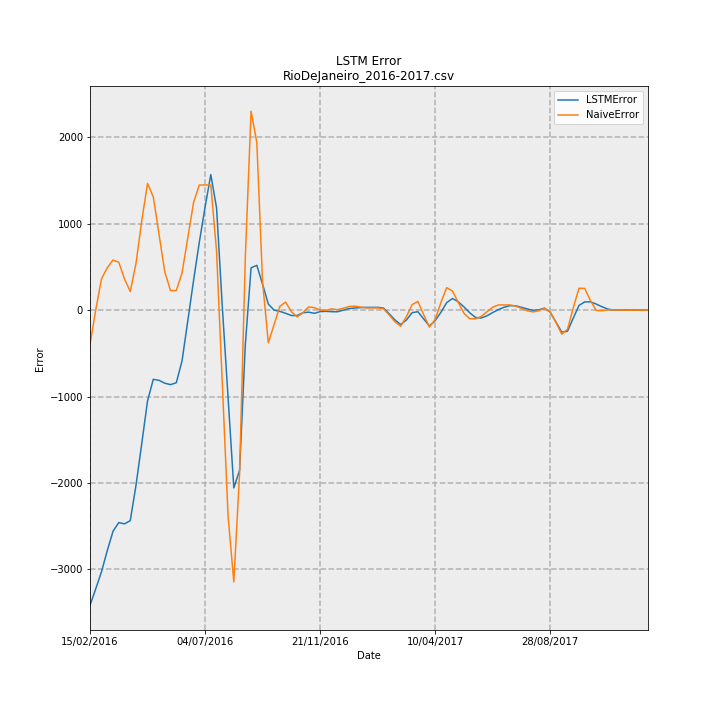 LSTM Error
RioDeJaneiro_2016-2017.csv
LSTMError
NaiveError
2000
1000
0
−1000
−2000
−3000
Error
15/02/2016
04/07/2016
21/11/2016
10/04/2017
28/08/2017
Date